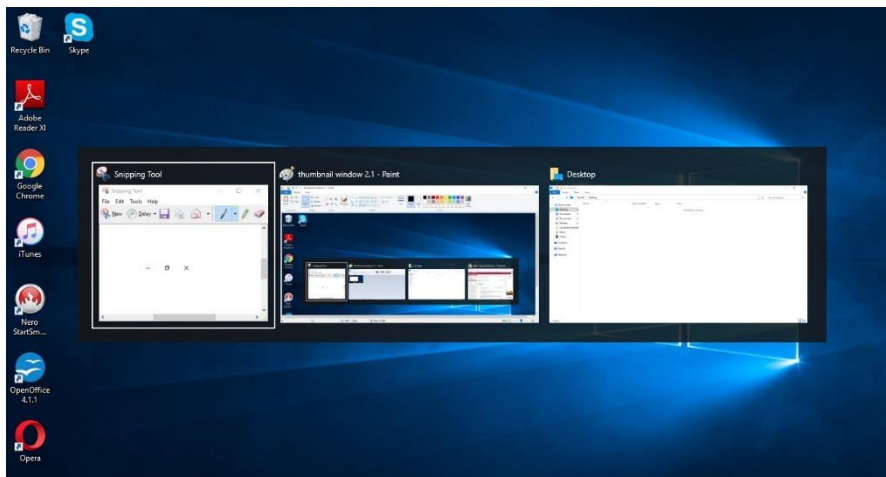 Recycle Bin
Skype
Adobe
Reader XI
Google
Chrome
iTunes
Nero
StartSm...
OpenOffice
4.1.1
Opera
Snipping Tool
Snipping Tool
File Edit Tools Help
New Delay
thumbnail window 2.1 - Paint
Desktop